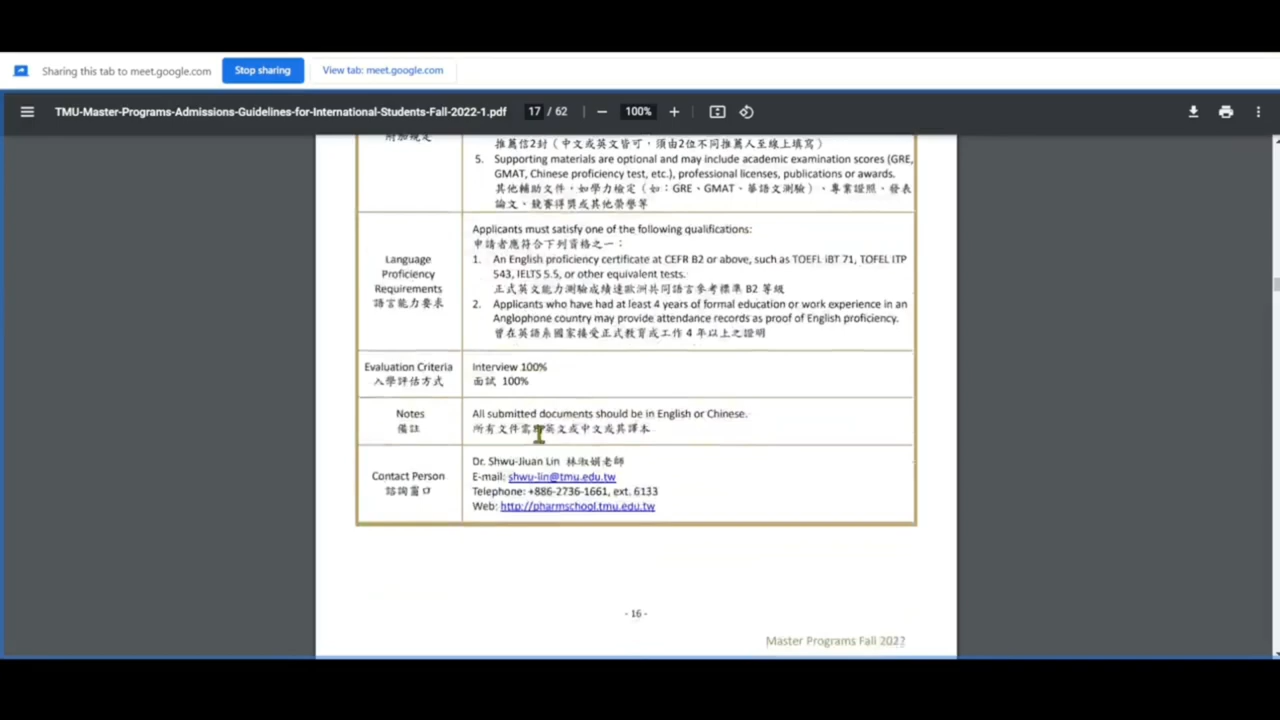 Sharing this tab to meet.google.com
Stop sharing
View tab: meet.google.com
TMU-Master-Programs-Admissions-Guidelines-for-International-Students-Fall-2022-1.pdf
17 / 62
100%
附加規定
推薦信2封（中文或英文皆可，須由2位不同推薦人至線上填寫）
5. Supporting materials are optional and may include academic examination scores (GRE,
GMAT, Chinese proficiency test, etc.), professional licenses, publications or awards.
其他輔助文件，如學力檢定（如：GRE、GMAT、華語文測驗）、專業證照、發表
論文、競賽得獎或其他榮譽等
Language
Proficiency
Requirements
語言能力要求
Applicants must satisfy one of the following qualifications:
申請者應符合下列資格之一：
1. An English proficiency certificate at CEFR B2 or above, such as TOEFL iBT 71, TOFEL ITP
543, IELTS 5.5, or other equivalent tests.
正式英文能力測驗成績達歐洲共同語言參考標準 B2 等級
2. Applicants who have had at least 4 years of formal education or work experience in an
Anglophone country may provide attendance records as proof of English proficiency.
曾在英語系國家接受正式教育或工作 4 年以上之證明
Evaluation Criteria
入學評估方式
Interview 100%
面試 100%
Notes
備註
All submitted documents should be in English or Chinese.
所有文件需 英文或中文或其譯本
Contact Person
諮詢窗口
Dr. Shwu-Jiuan Lin 林淑娟老師
E-mail: shwu-lin@tmu.edu.tw
Telephone: +886-2736-1661, ext. 6133
Web: http://pharmschool.tmu.edu.tw
- 16 -
Master Programs Fall 2022